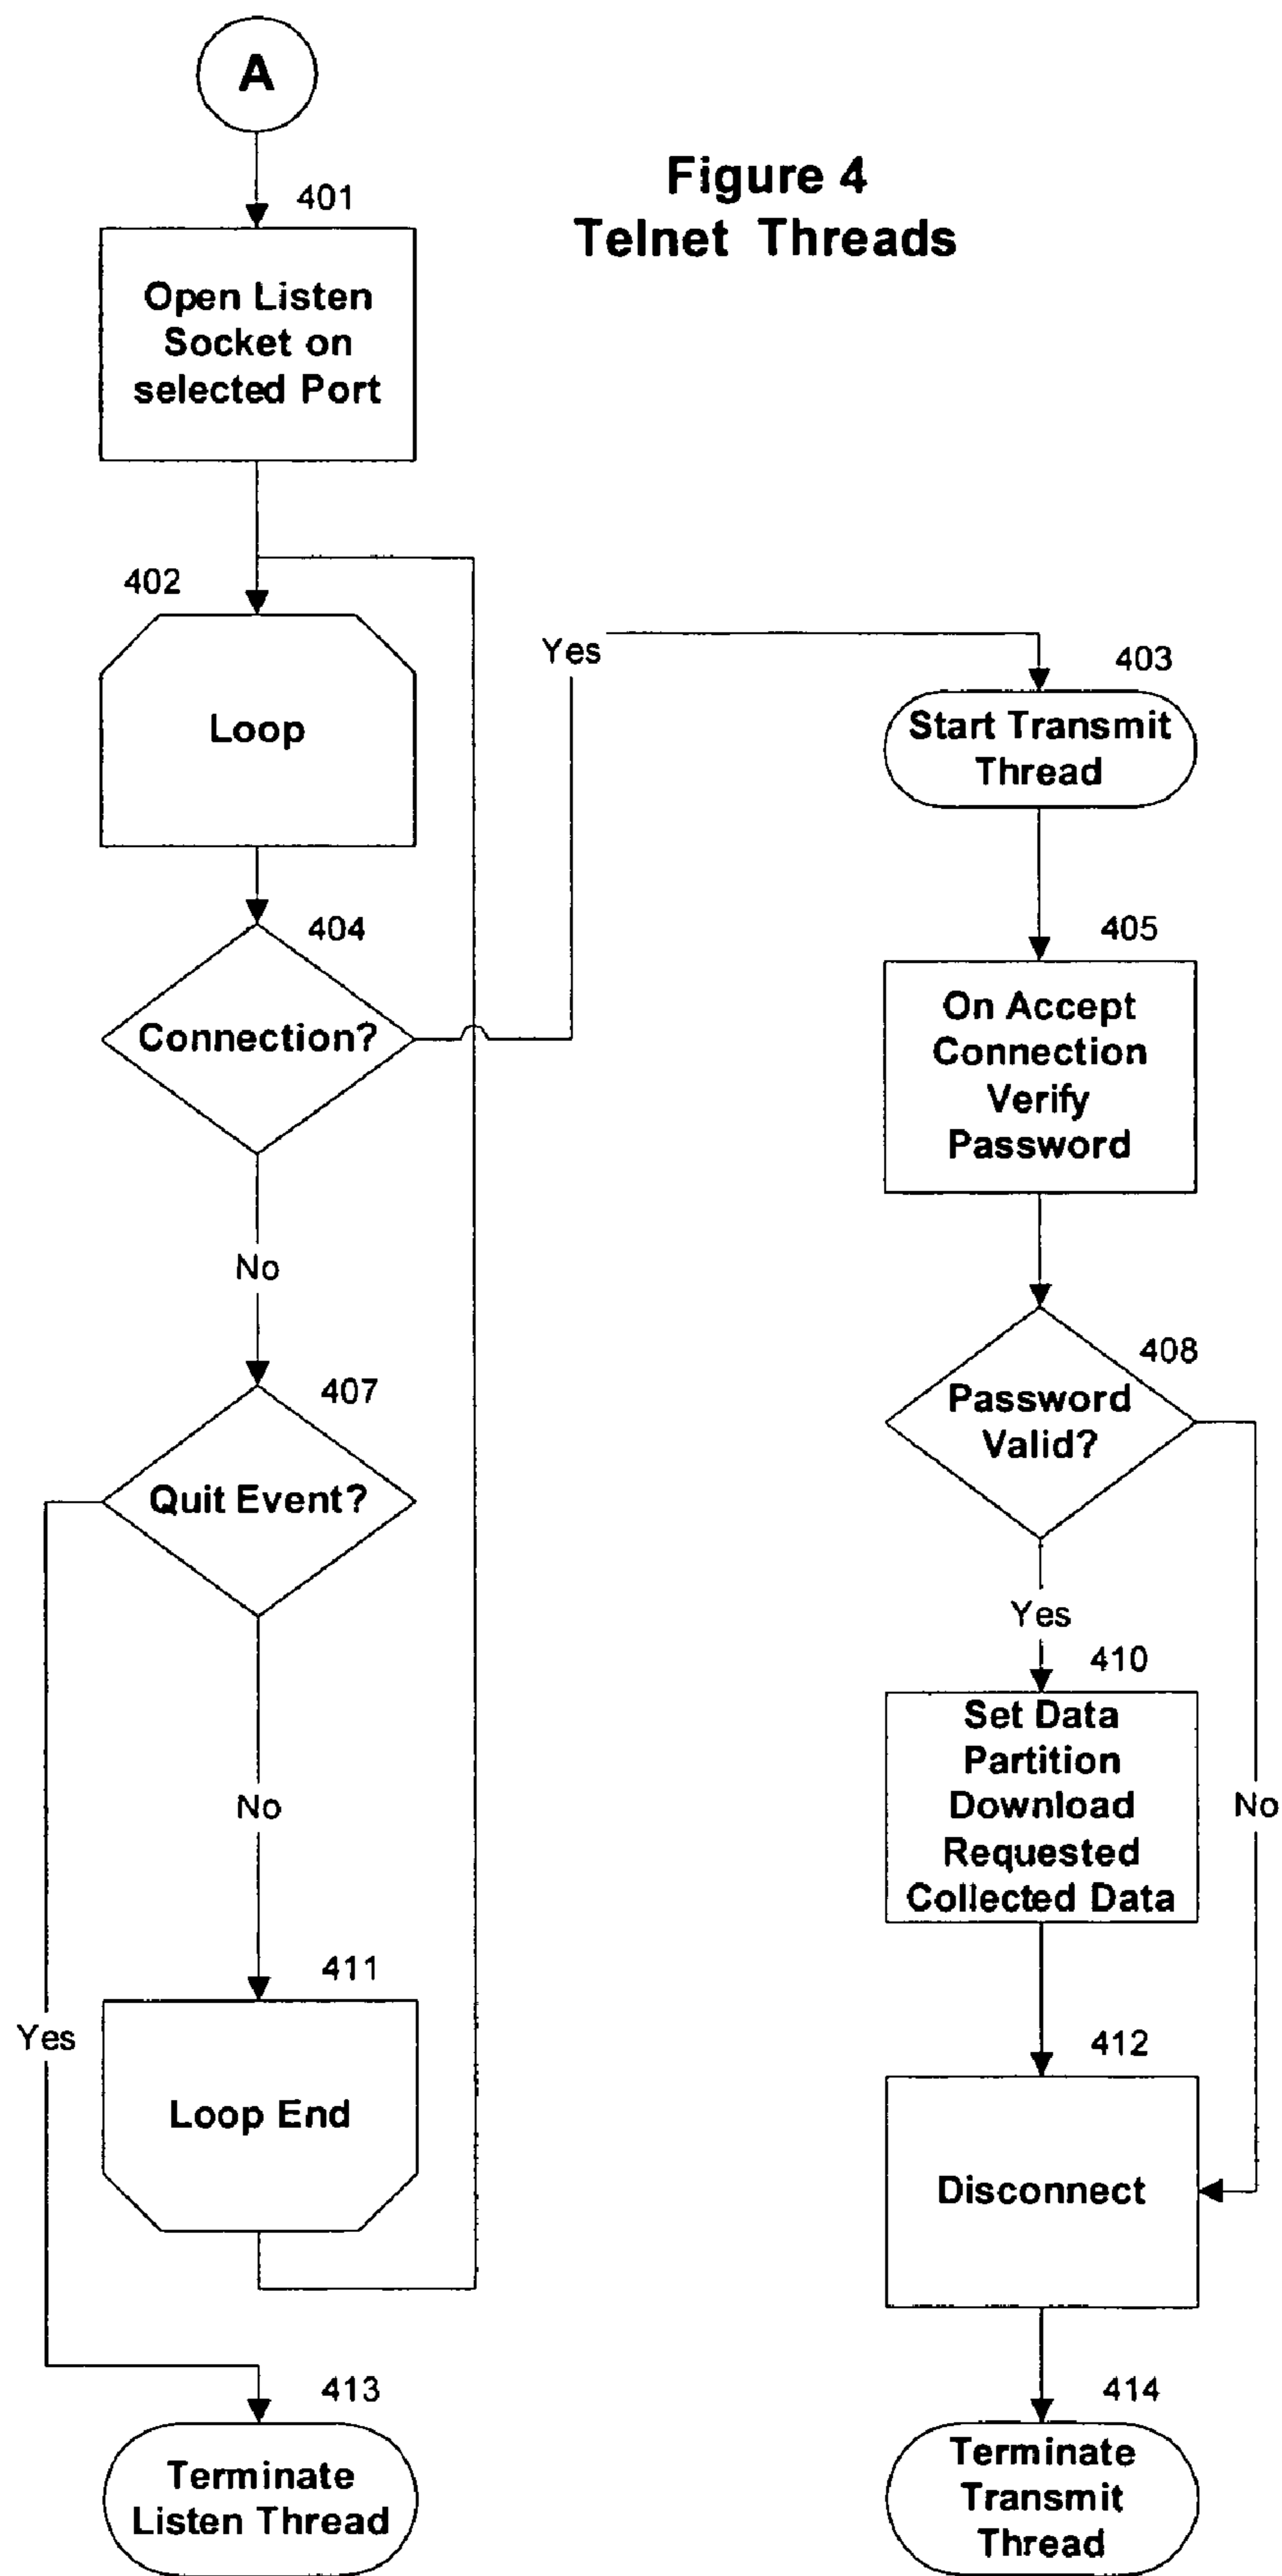 A
Figure 4
Telnet Threads
401
Open Listen
Socket on
selected Port
402
Loop
Yes
403
Start Transmit
Thread
404
Connection?
405
On Accept
Connection
Verify
Password
No
407
Quit Event?
408
Password
Valid?
Yes
410
Set Data
Partition
Download
Requested
Collected Data
No
No
411
Loop End
Yes
412
Disconnect
413
Terminate
Listen Thread
414
Terminate
Transmit
Thread